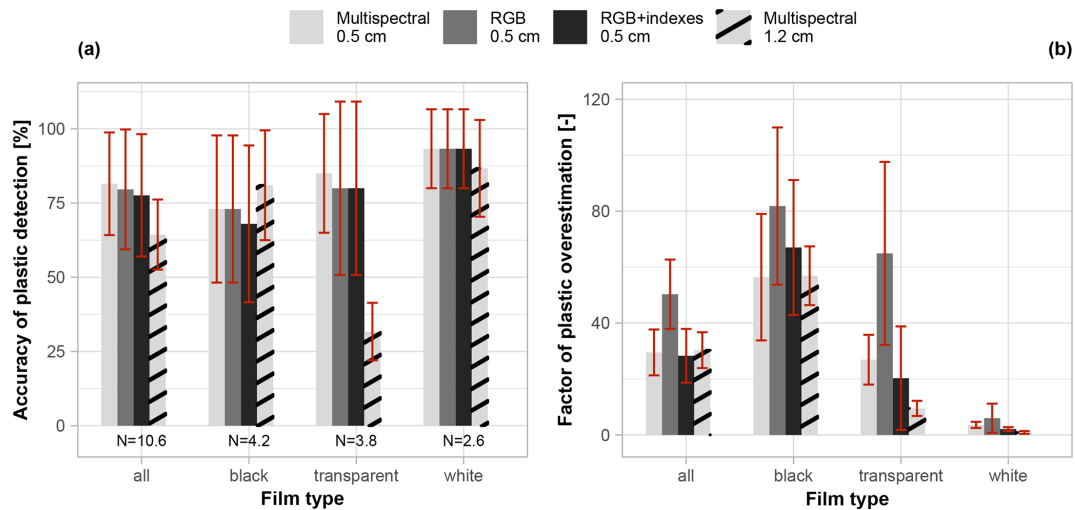 Multispectral
0.5 cm
RGB
0.5 cm
RGB+indexes
0.5 cm
Multispectral
1.2 cm
(a)
Accuracy of plastic detection [%]
100
75
50
25
0
N=10.6
N=4.2
N=3.8
N=2.6
all
black
transparent
white
Film type
(b)
Factor of plastic overestimation [-]
120
80
40
0
all
black
transparent
white
Film type